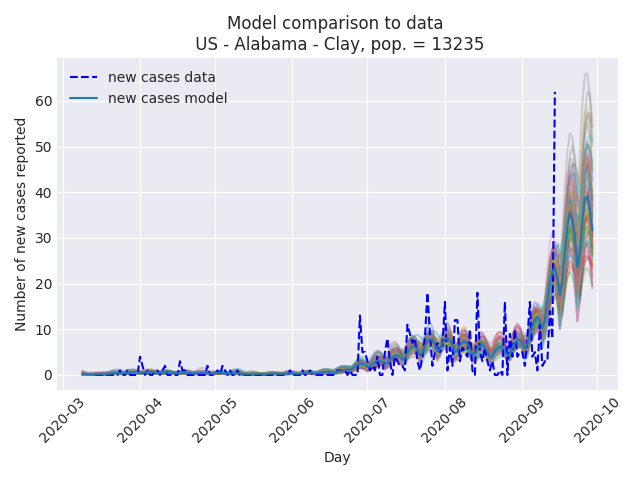 Model comparison to data
US - Alabama - Clay, pop. = 13235
new cases data
new cases model
Number of new cases reported
60
50
40
30
20
10
0
2020-03
2020-04
2020-05
2020-06
2020-07
2020-08
2020-09
2020-10
Day